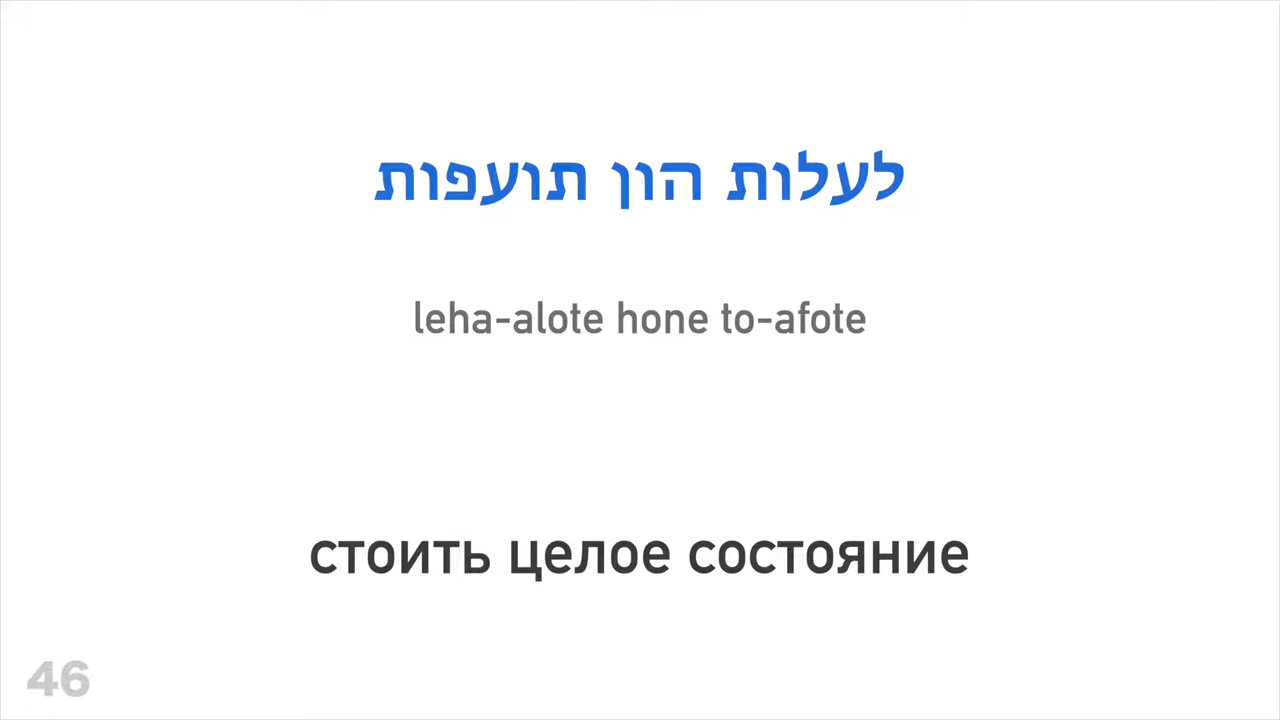 לעלות הון תועפות
leha-alote hone to-afote
стоить целое состояние
46